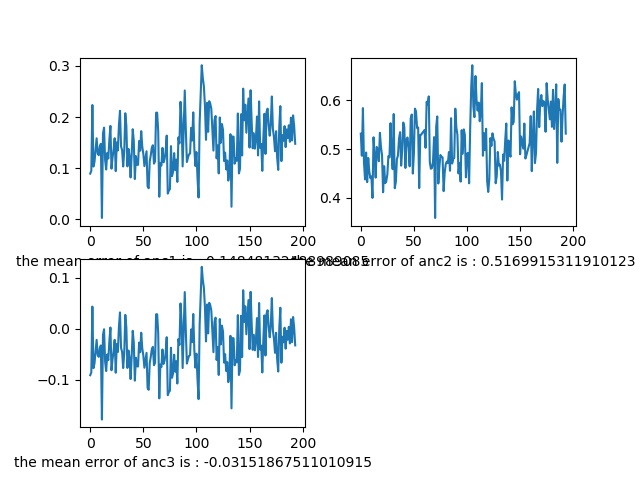 0.3
0.2
0.1
0.0
0 50 100 150 200
the mean error of anc1 is :
0.6
0.5
0.4
0 50 100 150 200
the mean error of anc2 is : 0.5169915311910123
0.1
0.0
−0.1
0 50 100 150 200
the mean error of anc3 is : -0.03151867511010915